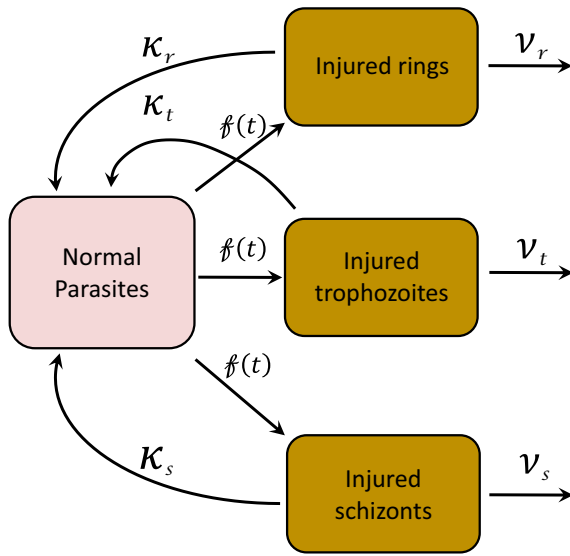 κr
Injured rings
νr
κt
𝓀(t)
Normal
Parasites
𝓀(t)
Injured
trophozoites
νt
𝓀(t)
κs
Injured
schizonts
νs